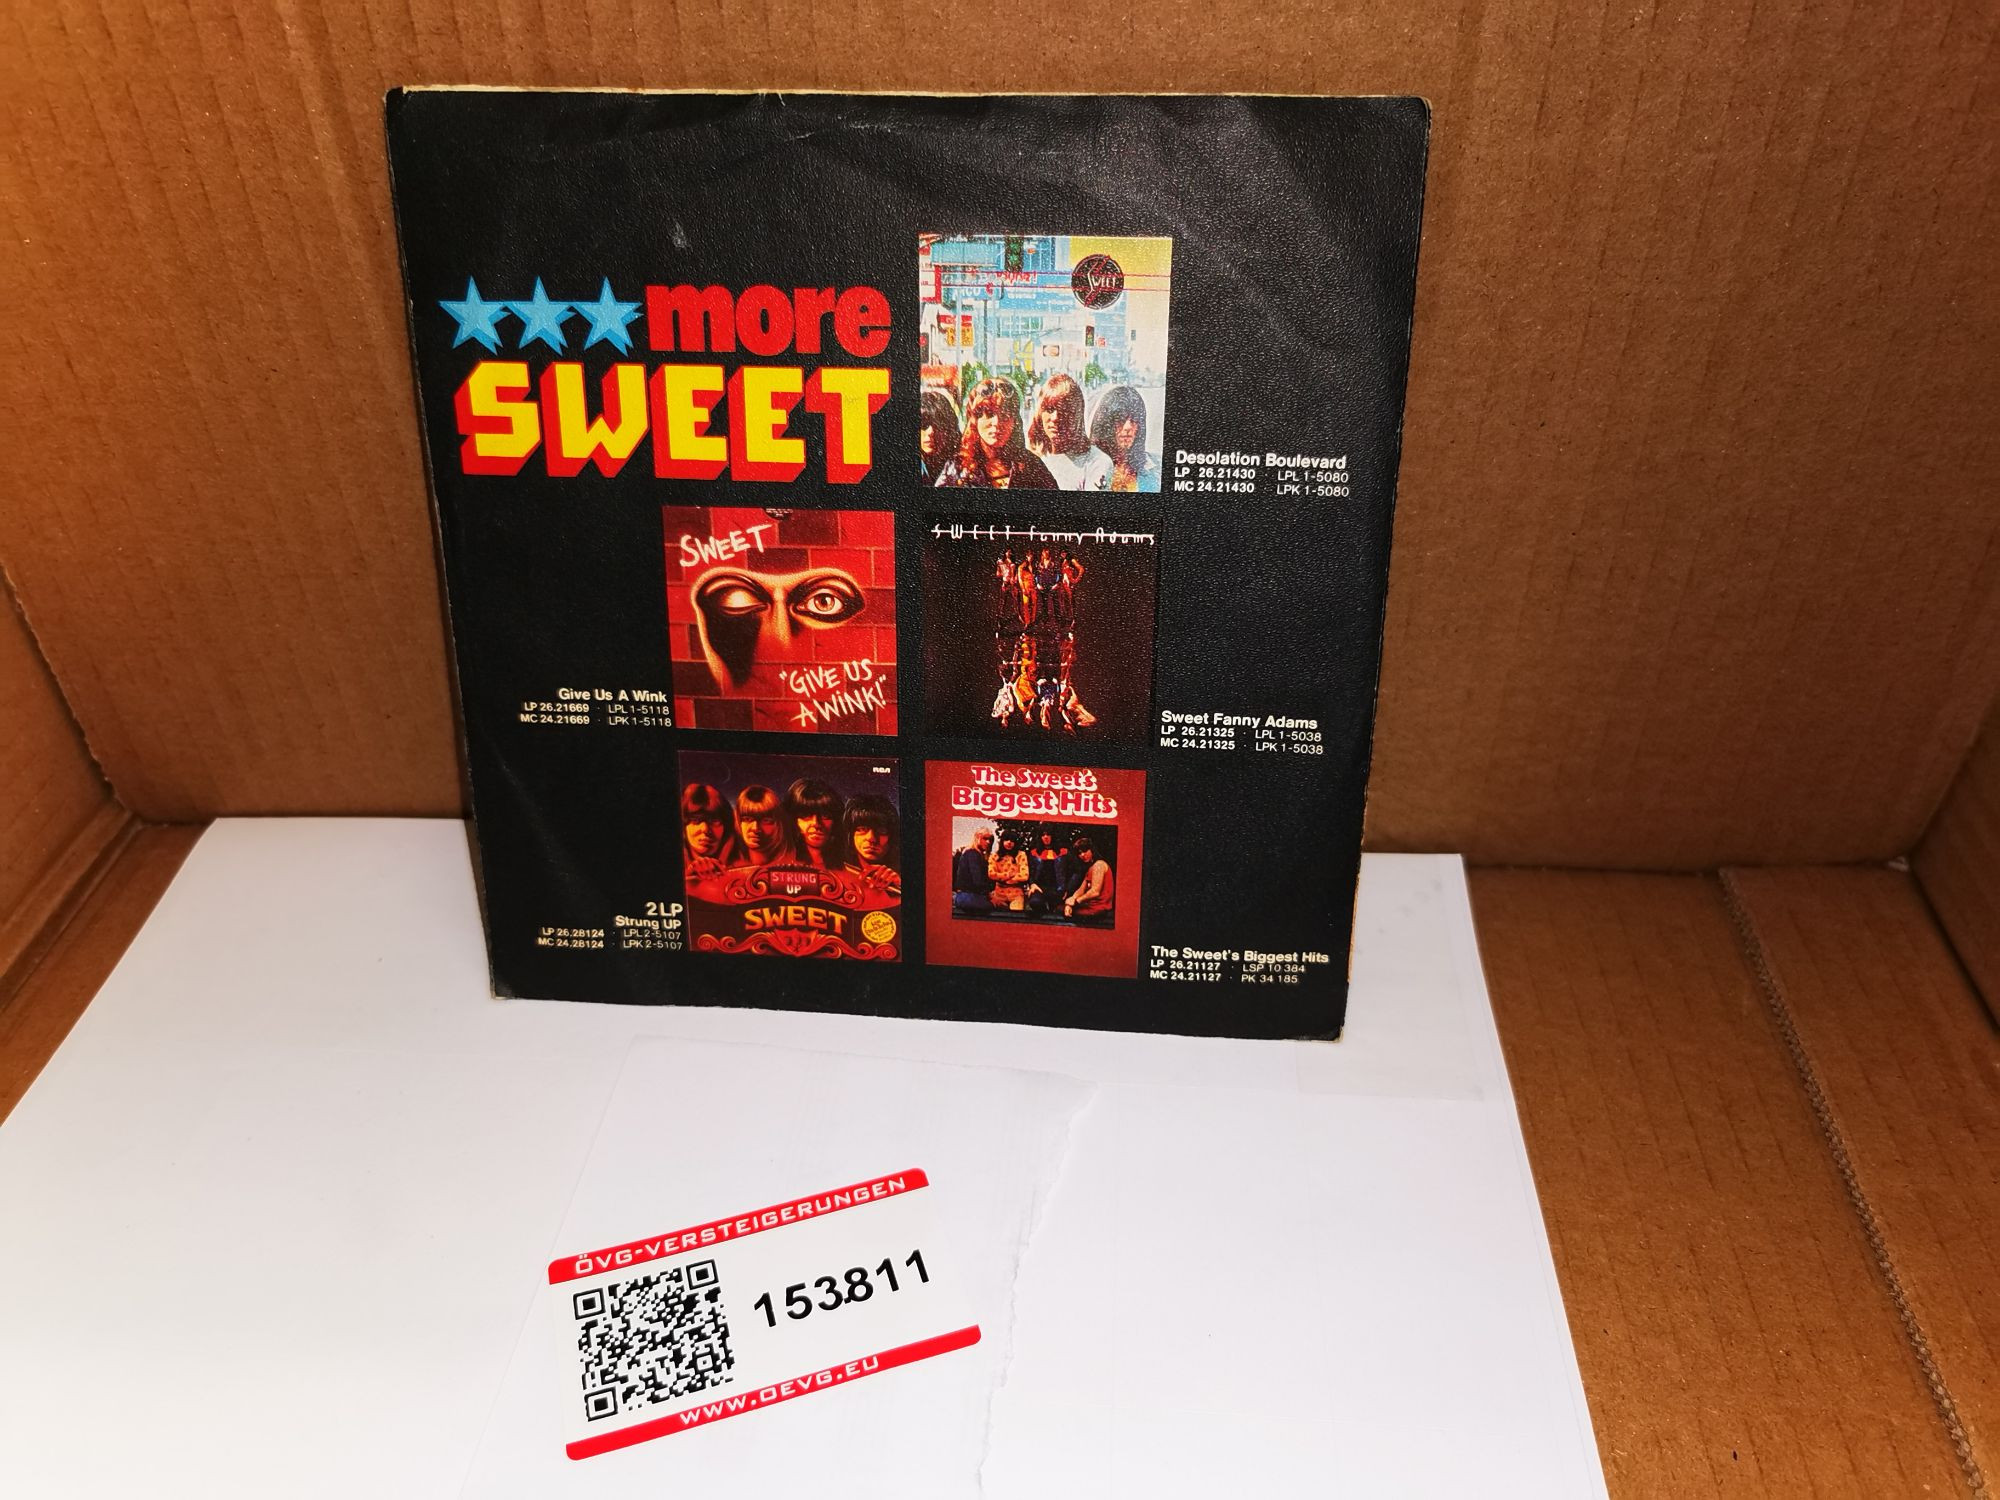 more
SWEET
SWEET
Desolation Boulevard
LP 26.21430 · LPL 1-5080
MC 24.21430 · LPK 1-5080
SWEET
"GIVE US
A WINK!"
Give Us A Wink
LP 26.21669 · LPL 1-5118
MC 24.21669 · LPK 1-5118
SWEET Fanny Adams
Sweet Fanny Adams
LP 26.21325 · LPL 1-5038
MC 24.21325 · LPK 1-5038
RCA
STRUNG
UP
SWEET
2LP
Strung UP
LP 26.28124 · LPL 2-5107
MC 24.28124 · LPK 2-5107
The Sweet's
Biggest Hits
The Sweet's Biggest Hits
LP 26.21127 · LSP 10 384
MC 24.21127 · PK 34 185
ÖVG-VERSTEIGERUNGEN
153.811
WWW.OEVG.EU